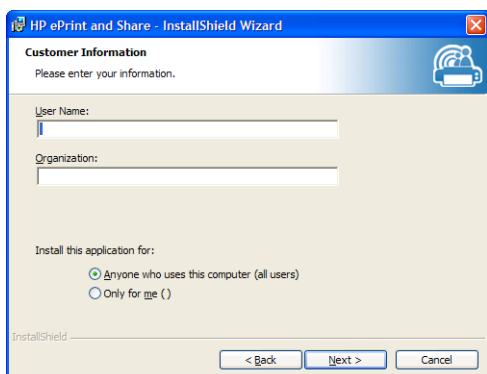 HP ePrint and Share - InstallShield Wizard
Customer Information
Please enter your information.
User Name:
Organization:
Install this application for:
Anyone who uses this computer (all users)
Only for me ( )
InstallShield
< Back
Next >
Cancel